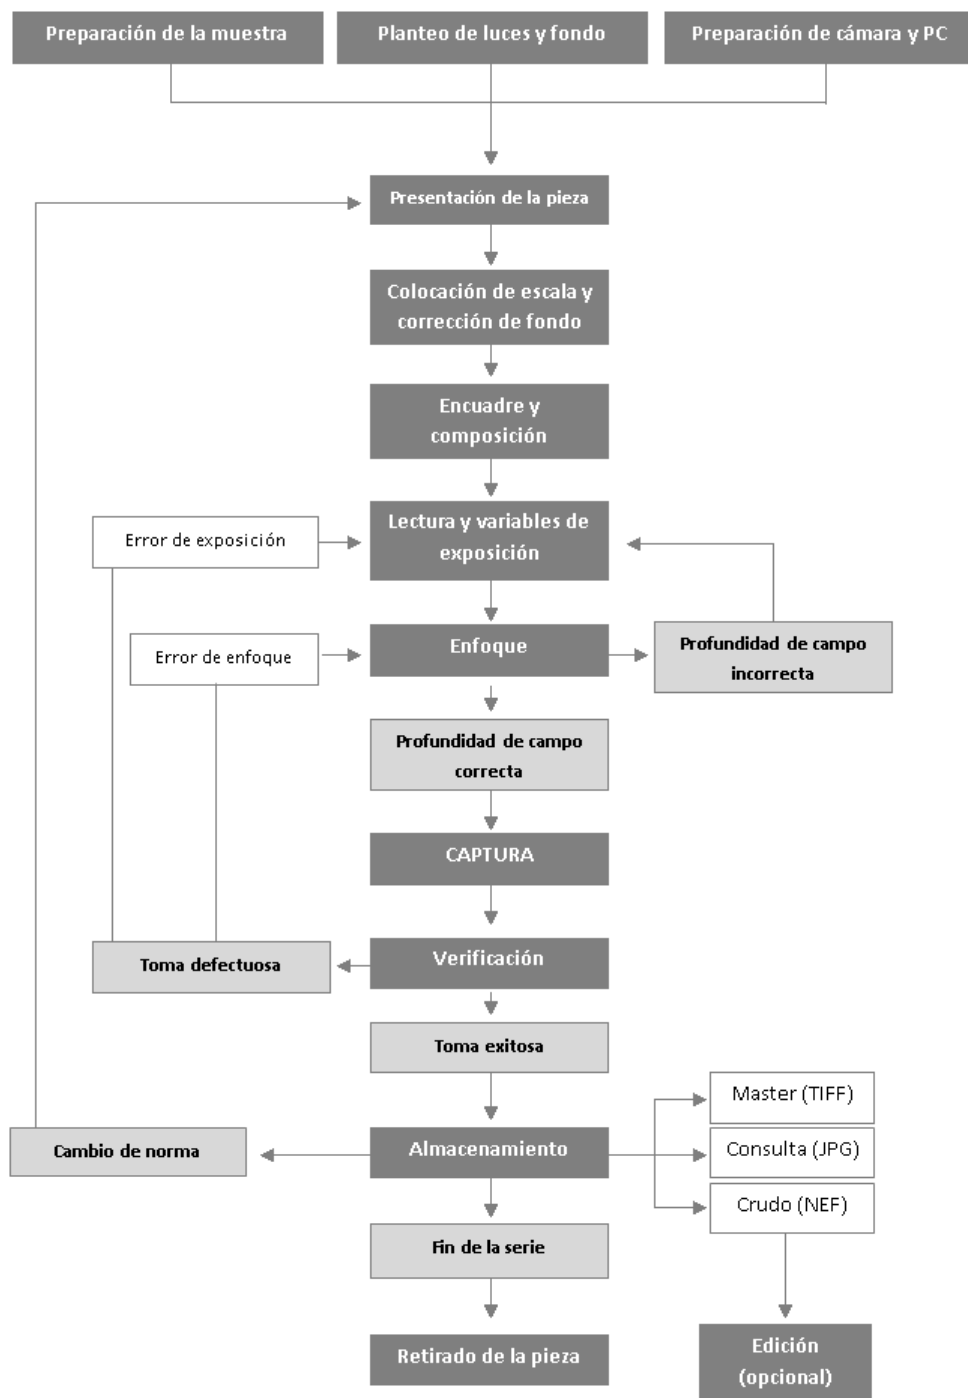 Preparación de la muestra
Planteo de luces y fondo
Preparación de cámara y PC
Presentación de la pieza
Colocación de escala y
corrección de fondo
Encuadre y
composición
Lectura y variables de
exposición
Error de exposición
Enfoque
Error de enfoque
Profundidad de campo
incorrecta
Profundidad de campo
correcta
CAPTURA
Verificación
Toma defectuosa
Toma exitosa
Almacenamiento
Cambio de norma
Master (TIFF)
Consulta (JPG)
Crudo (NEF)
Fin de la serie
Retirado de la pieza
Edición
(opcional)